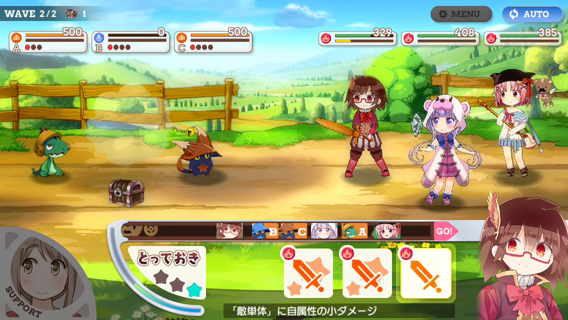 WAVE 2/2 1
MENU
AUTO
500
0
500
A
B
C
329
408
385
B C A GO!
とっておき
SUPPORT
「敵単体」に自属性の小ダメージ